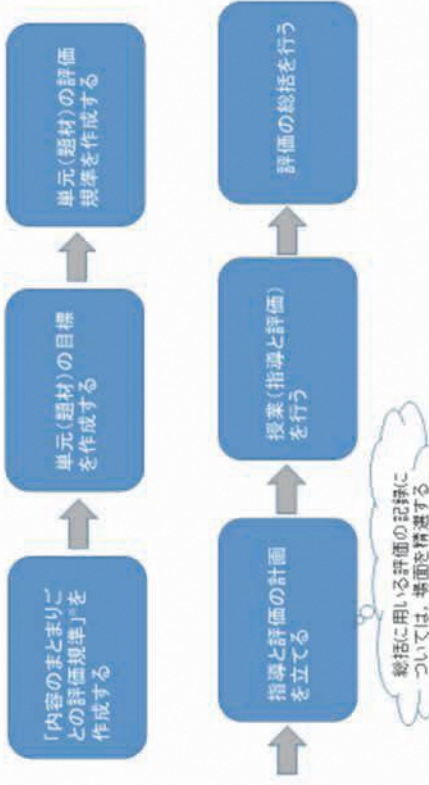 「内容のまとまりご
との評価規準」※を
作成する
単元(題材)の目標
を作成する
単元(題材)の評価
規準を作成する
指導と評価の計画
を立てる
授業(指導と評価)
を行う
評価の総括を行う
総括に用いる評価の記録に
ついては、場面を精選する